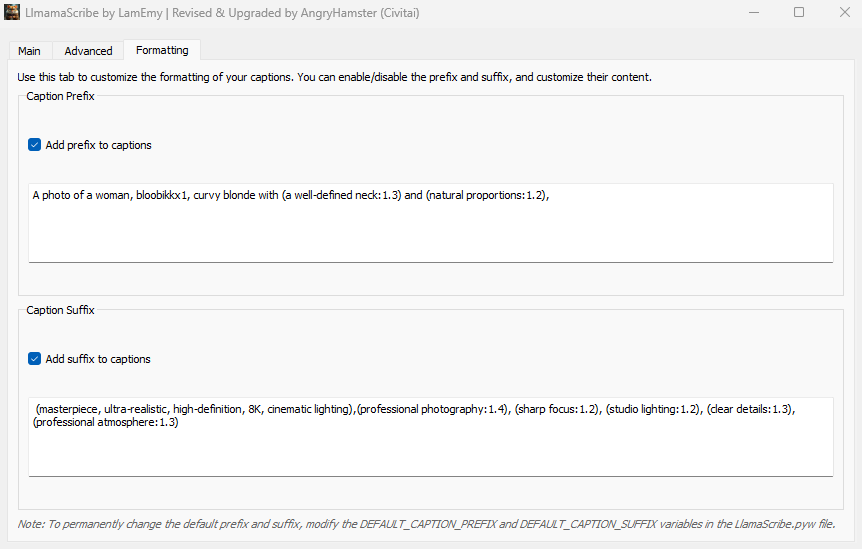 LlmamaScribe by LamEmy | Revised & Upgraded by AngryHamster (Civitai)
Main Advanced Formatting
Use this tab to customize the formatting of your captions. You can enable/disable the prefix and suffix, and customize their content.
Caption Prefix
Add prefix to captions
A photo of a woman, bloobikkx1, curvy blonde with (a well-defined neck:1.3) and (natural proportions:1.2),
Caption Suffix
Add suffix to captions
(masterpiece, ultra-realistic, high-definition, 8K, cinematic lighting),(professional photography:1.4), (sharp focus:1.2), (studio lighting:1.2), (clear details:1.3),
(professional atmosphere:1.3)
Note: To permanently change the default prefix and suffix, modify the DEFAULT_CAPTION_PREFIX and DEFAULT_CAPTION_SUFFIX variables in the LlamaScribe.pyw file.